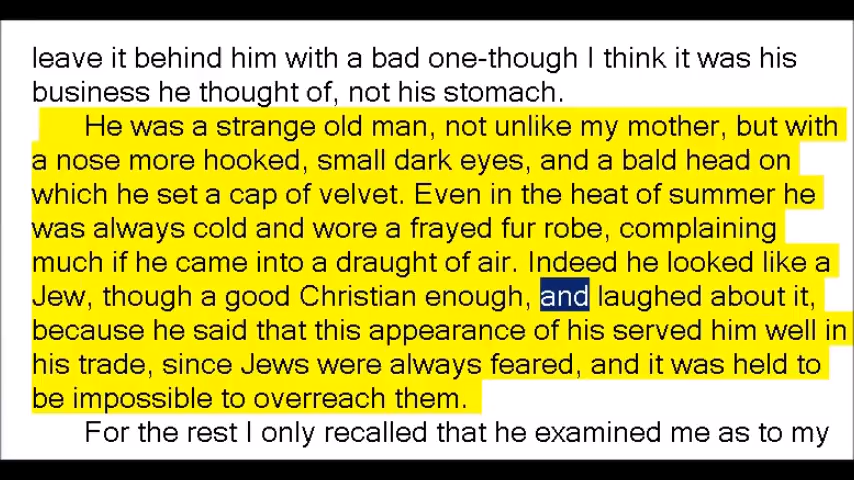 leave it behind him with a bad one-though I think it was his
business he thought of, not his stomach.
He was a strange old man, not unlike my mother, but with
a nose more hooked, small dark eyes, and a bald head on
which he set a cap of velvet. Even in the heat of summer he
was always cold and wore a frayed fur robe, complaining
much if he came into a draught of air. Indeed he looked like a
Jew, though a good Christian enough, and laughed about it,
because he said that this appearance of his served him well in
his trade, since Jews were always feared, and it was held to
be impossible to overreach them.
For the rest I only recalled that he examined me as to my